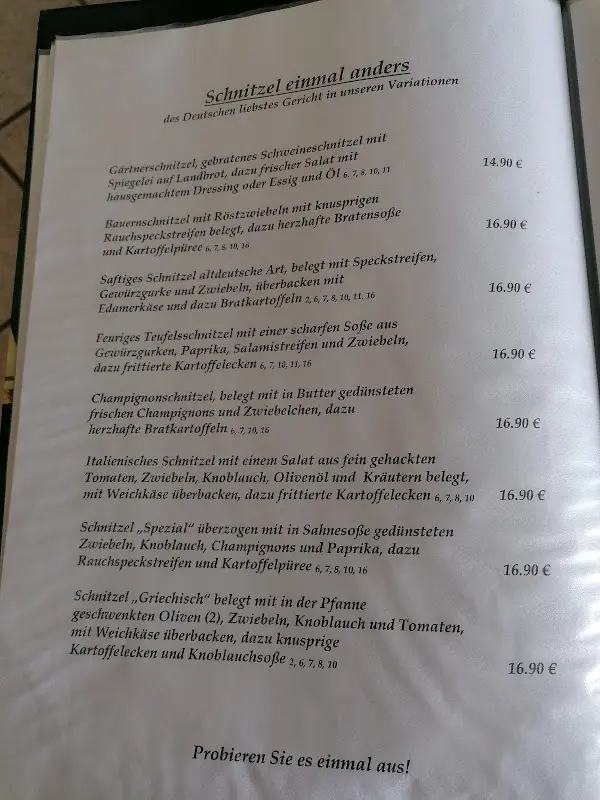 Schnitzel einmal anders
des Deutschen liebstes Gericht in unseren Variationen
Gärtnerschnitzel, gebratenes Schweineschnitzel mit
Spiegelei auf Landbrot, dazu frischer Salat mit
hausgemachtem Dressing oder Essig und Öl 6, 7, 8, 10, 11 14.90 €
Bauernschnitzel mit Röstzwiebeln mit knusprigen
Rauchspeckstreifen belegt, dazu herzhafte Bratensoße 16.90 €
und Kartoffelpüree 6, 7, 8, 10, 16
Saftiges Schnitzel altdeutsche Art, belegt mit Speckstreifen,
Gewürzgurke und Zwiebeln, überbacken mit 16.90 €
Edamerkäse und dazu Bratkartoffeln 2, 6, 7, 8, 10, 11, 16
Feuriges Teufelsschnitzel mit einer scharfen Soße aus
Gewürzgurken, Paprika, Salamistreifen und Zwiebeln, 16.90 €
dazu frittierte Kartoffelecken 6, 7, 10, 11, 16
Champignonschnitzel, belegt mit in Butter gedünsteten
frischen Champignons und Zwiebelchen, dazu 16.90 €
herzhafte Bratkartoffeln 6, 7, 10, 16
Italienisches Schnitzel mit einem Salat aus fein gehackten
Tomaten, Zwiebeln, Knoblauch, Olivenöl und Kräutern belegt,
mit Weichkäse überbacken, dazu frittierte Kartoffelecken 6, 7, 8, 10 16.90 €
Schnitzel „Spezial“ überzogen mit in Sahnesoße gedünsteten
Zwiebeln, Knoblauch, Champignons und Paprika, dazu
Rauchspeckstreifen und Kartoffelpüree 6, 7, 8, 10, 16 16.90 €
Schnitzel „Griechisch“ belegt mit in der Pfanne
geschwenkten Oliven (2), Zwiebeln, Knoblauch und Tomaten,
mit Weichkäse überbacken, dazu knusprige
Kartoffelecken und Knoblauchsoße 2, 6, 7, 8, 10 16.90 €
Probieren Sie es einmal aus!